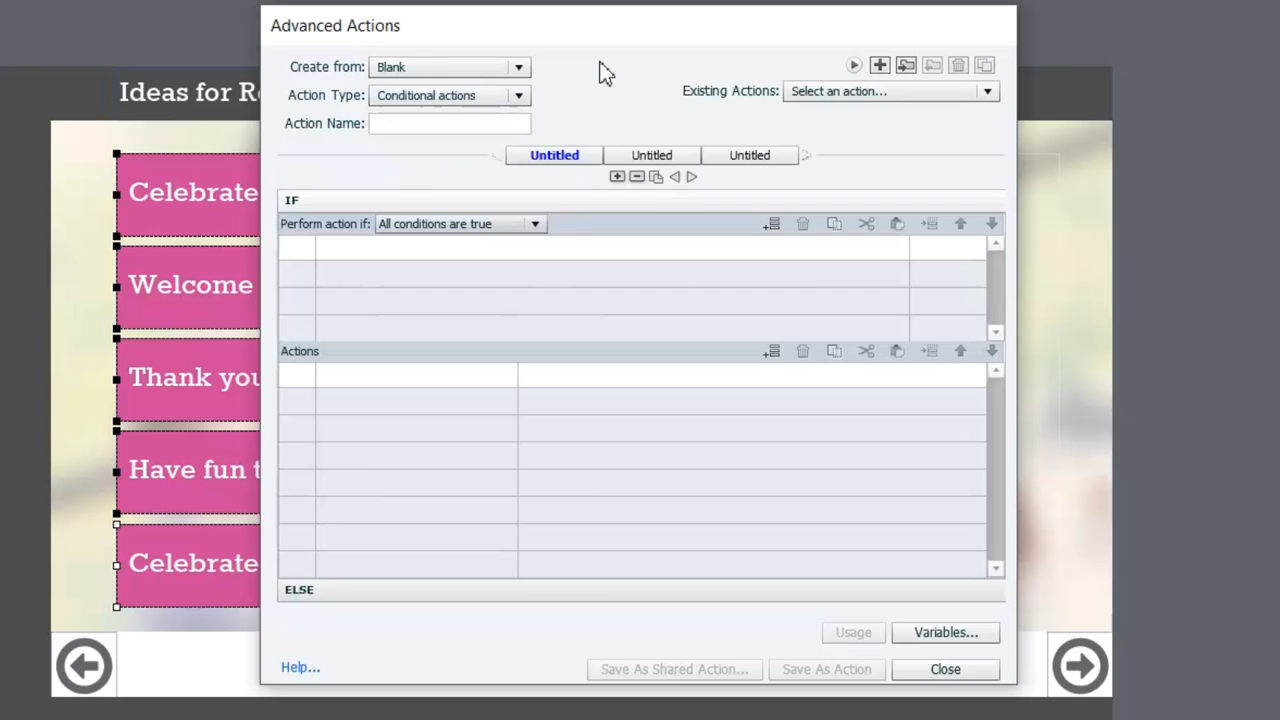 Advanced Actions
Ideas for R
Create from: Blank
Action Type: Conditional actions
Existing Actions: Select an action...
Action Name:
Untitled Untitled Untitled
IF
Perform action if: All conditions are true
Actions
ELSE
Celebrate
Welcome
Thank you
Have fun t
Celebrate
Usage Variables...
Help... Save As Shared Action... Save As Action Close